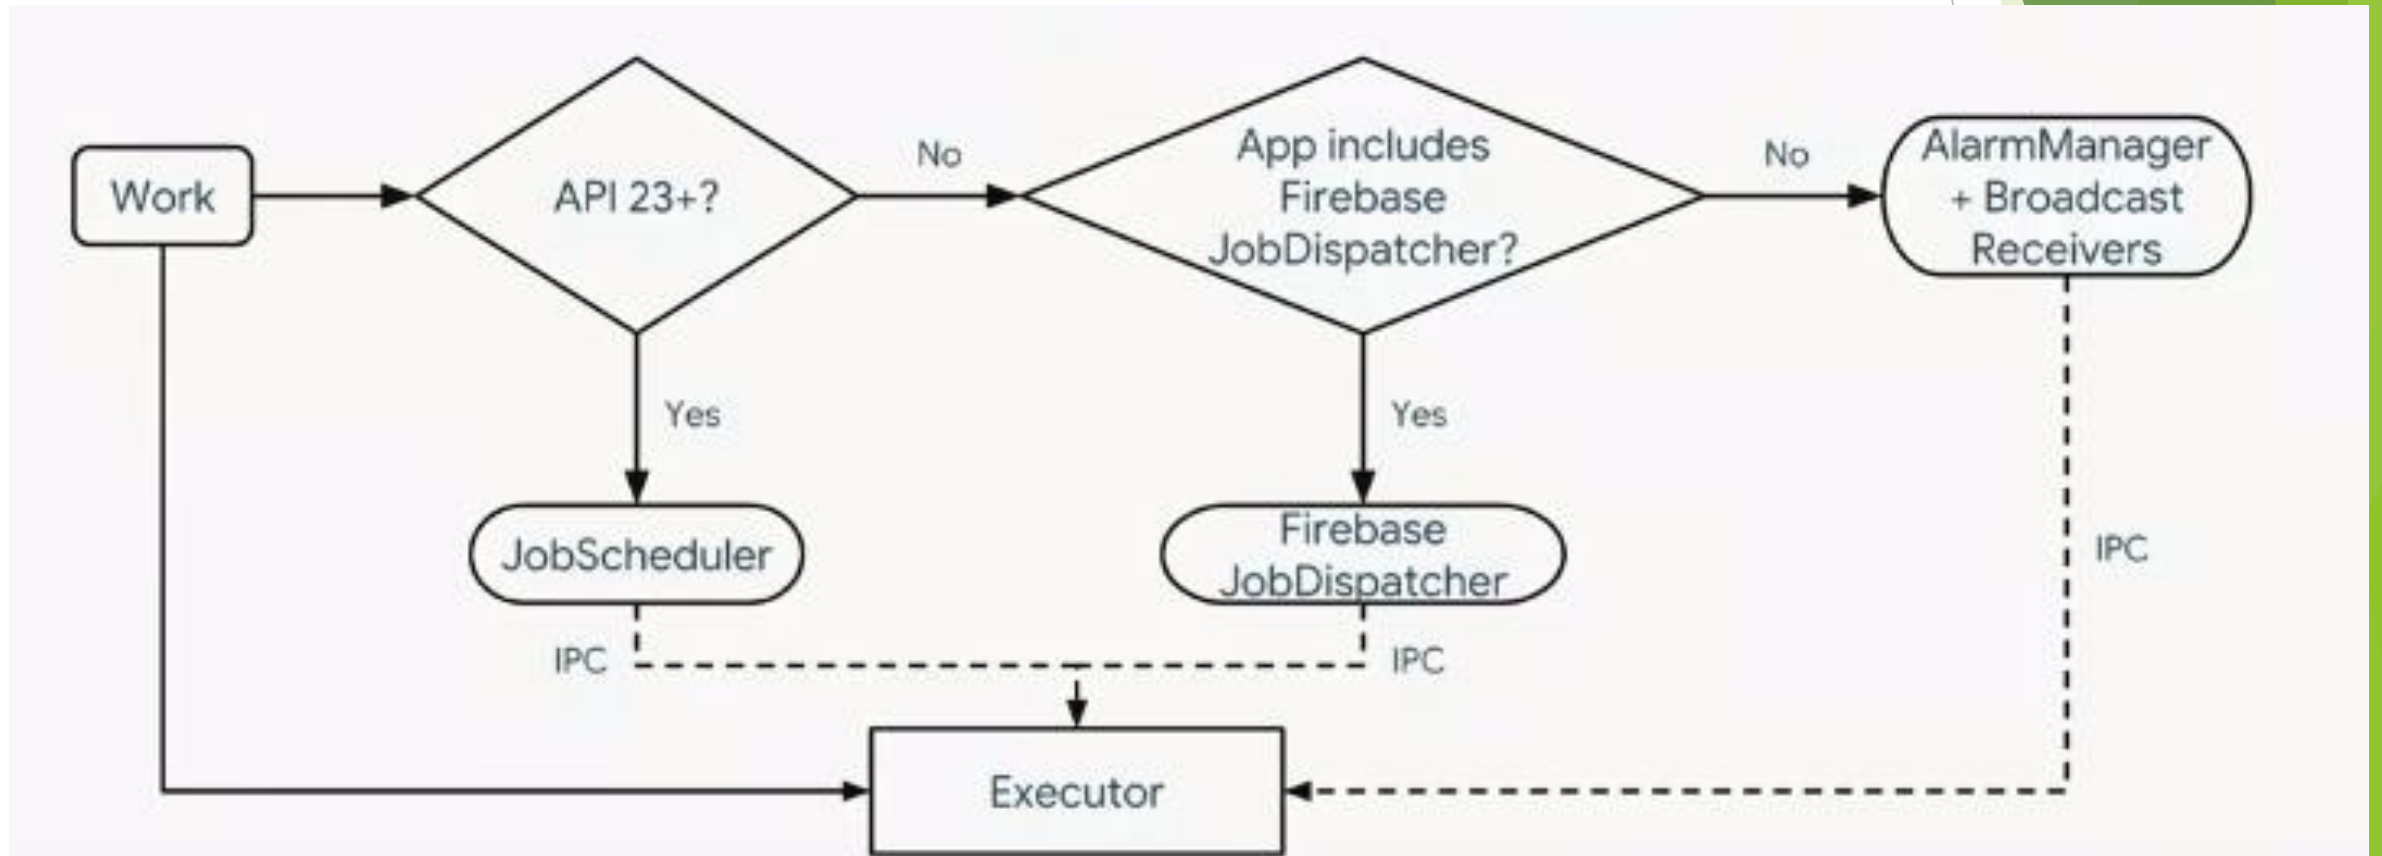 Work
API 23+?
No
App includes
Firebase
JobDispatcher?
No
AlarmManager
+ Broadcast
Receivers
Yes
Yes
JobScheduler
Firebase
JobDispatcher
IPC
IPC
IPC
Executor